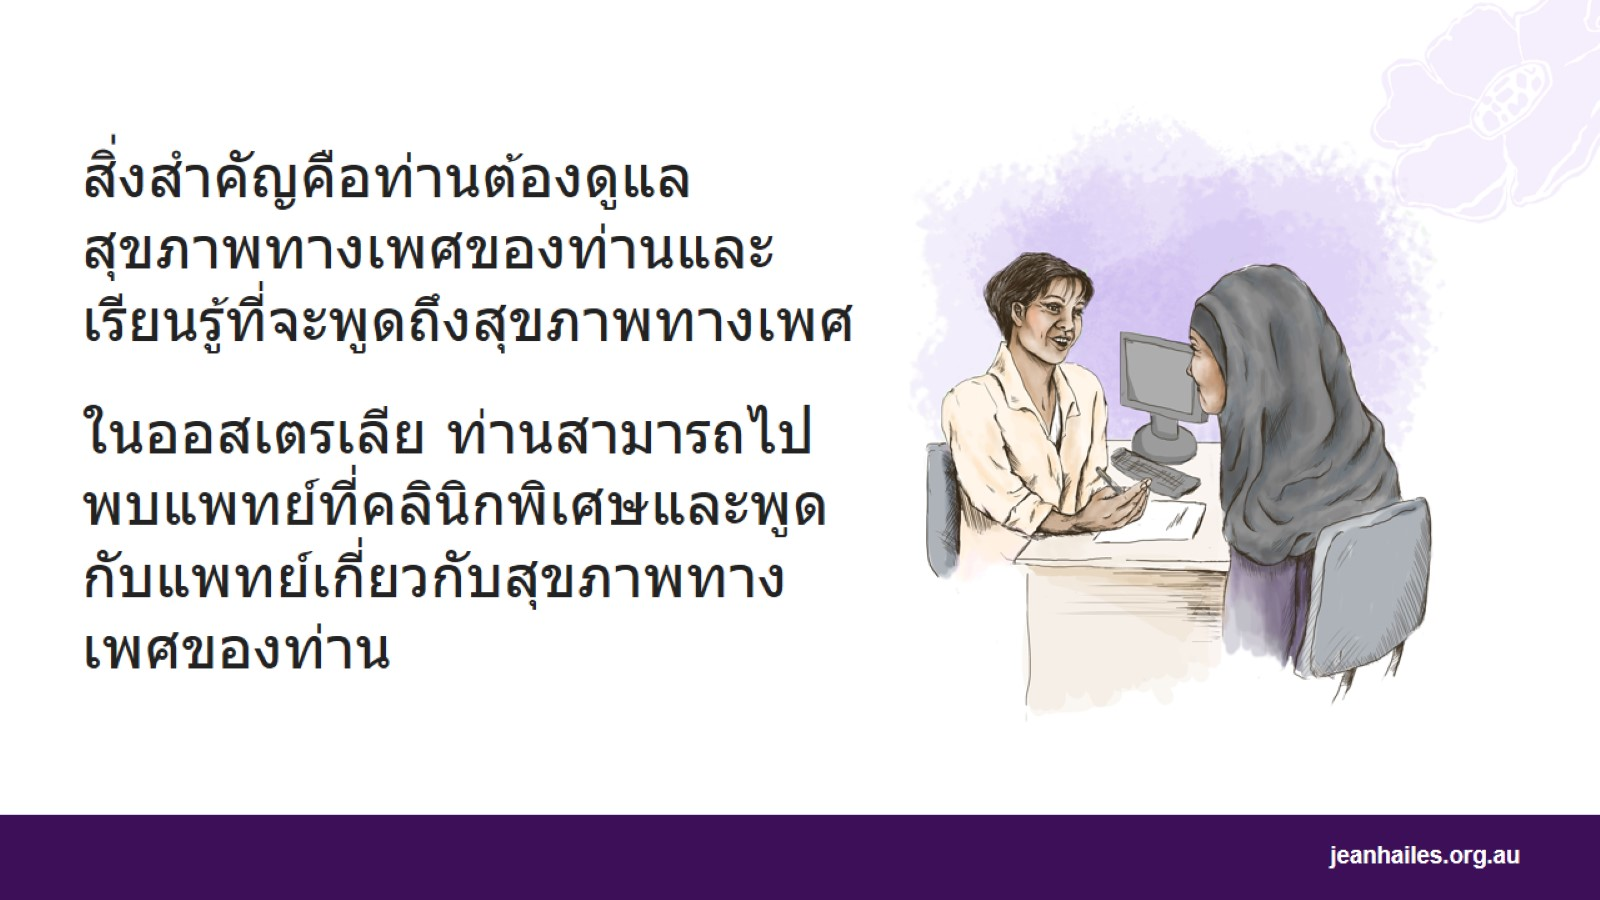 สิ่งสำคัญคือท่านต้องดูแล
สุขภาพทางเพศของท่านและ
เรียนรู้ที่จะพูดถึงสุขภาพทางเพศ
ในออสเตรเลีย ท่านสามารถไป
พบแพทย์ที่คลินิกพิเศษและพูด
กับแพทย์เกี่ยวกับสุขภาพทาง
เพศของท่าน
jeanhailes.org.au